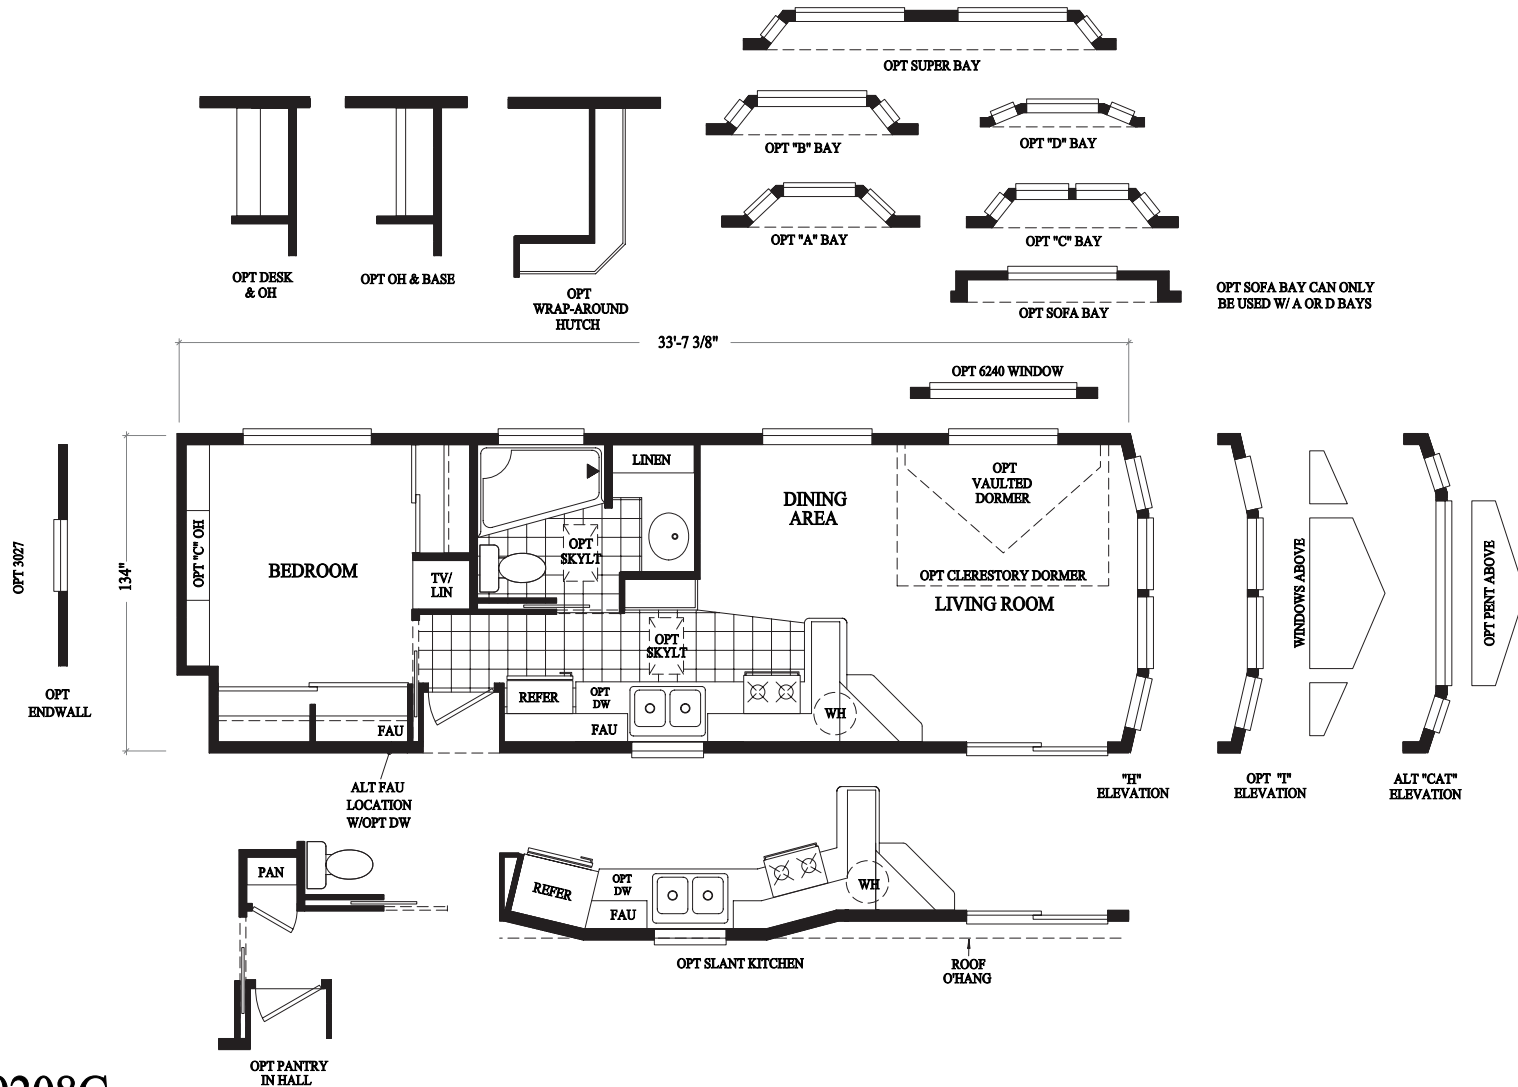 OPT SUPER BAY
OPT "B" BAY
OPT "D" BAY
OPT "A" BAY
OPT "C" BAY
OPT DESK
& OH
OPT OH & BASE
OPT
WRAP-AROUND
HUTCH
OPT SOFA BAY
OPT SOFA BAY CAN ONLY
BE USED W/ A OR D BAYS
33'-7 3/8"
OPT 6240 WINDOW
OPT 3027
OPT
ENDWALL
134"
OPT "C" OH
BEDROOM
TV/
LIN
LINEN
OPT
SKYLT
DINING
AREA
OPT
VAULTED
DORMER
OPT CLERESTORY DORMER
LIVING ROOM
OPT
SKYLT
REFER
OPT
DW
FAU
WH
FAU
ALT FAU
LOCATION
W/OPT DW
"H"
ELEVATION
WINDOWS ABOVE
OPT "I"
ELEVATION
OPT PENT ABOVE
ALT "CAT"
ELEVATION
PAN
OPT PANTRY
IN HALL
REFER
OPT
DW
FAU
WH
OPT SLANT KITCHEN
ROOF
O'HANG